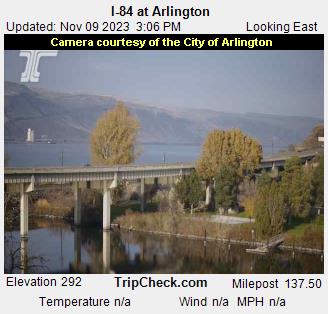 I-84 at Arlington
Updated: Nov 09 2023 3:06 PM Looking East
Camera courtesy of the City of Arlington
Elevation 292 TripCheck.com Milepost 137.50
Temperature n/a Wind n/a MPH n/a